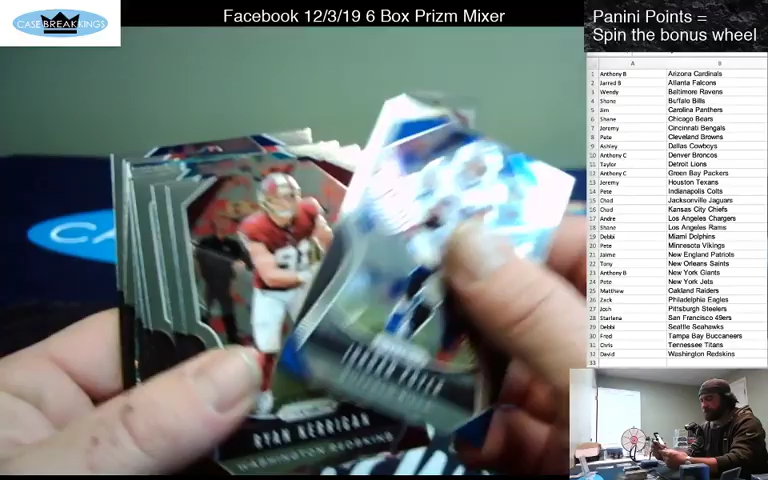 CASE BREAK KINGS
Facebook 12/3/19 6 Box Prizm Mixer
Panini Points =
Spin the bonus wheel
A B
1 Anthony B Arizona Cardinals
2 Jarred B Atlanta Falcons
3 Wendy Baltimore Ravens
4 Shane Buffalo Bills
5 Jim Carolina Panthers
6 Shane Chicago Bears
7 Jeremy Cincinnati Bengals
8 Pete Cleveland Browns
9 Ashley Dallas Cowboys
10 Anthony C Denver Broncos
11 Taylor Detroit Lions
12 Anthony C Green Bay Packers
13 Jeremy Houston Texans
14 Pete Indianapolis Colts
15 Chad Jacksonville Jaguars
16 Chad Kansas City Chiefs
17 Andre Los Angeles Chargers
18 Shane Los Angeles Rams
19 Debbi Miami Dolphins
20 Pete Minnesota Vikings
21 Jaime New England Patriots
22 Tony New Orleans Saints
23 Anthony B New York Giants
24 Pete New York Jets
25 Matthew Oakland Raiders
26 Zack Philadelphia Eagles
27 Josh Pittsburgh Steelers
28 Starlena San Francisco 49ers
29 Debbi Seattle Seahawks
30 Fred Tampa Bay Buccaneers
31 Chris Tennessee Titans
32 David Washington Redskins
33
PRIZM
RYAN KERRIGAN
WASHINGTON REDSKINS